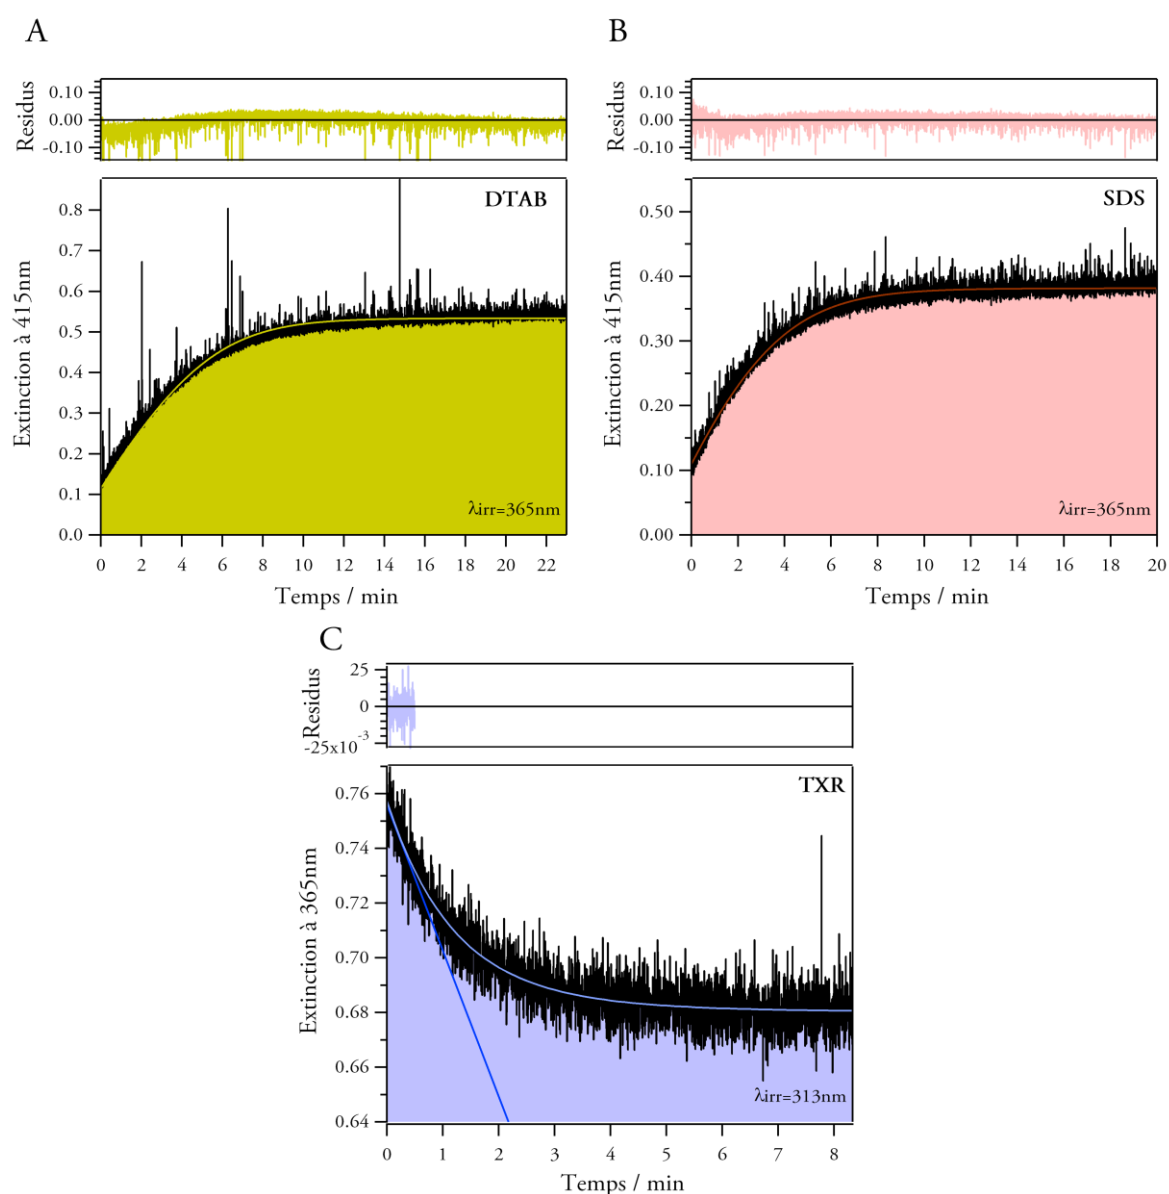 A
Residus
0.10
0.00
-0.10
Extinction à 415nm
0.8
0.7
0.6
0.5
0.4
0.3
0.2
0.1
0.0
DTAB
λirr=365nm
0 2 4 6 8 10 12 14 16 18 20 22
Temps / min
B
Residus
0.10
0.00
-0.10
Extinction à 415nm
0.50
0.40
0.30
0.20
0.10
0.00
SDS
λirr=365nm
0 2 4 6 8 10 12 14 16 18 20
Temps / min
C
Residus
25
0
-25x10-3
Extinction à 365nm
0.76
0.74
0.72
0.70
0.68
0.66
0.64
TXR
λirr=313nm
0 1 2 3 4 5 6 7 8
Temps / min